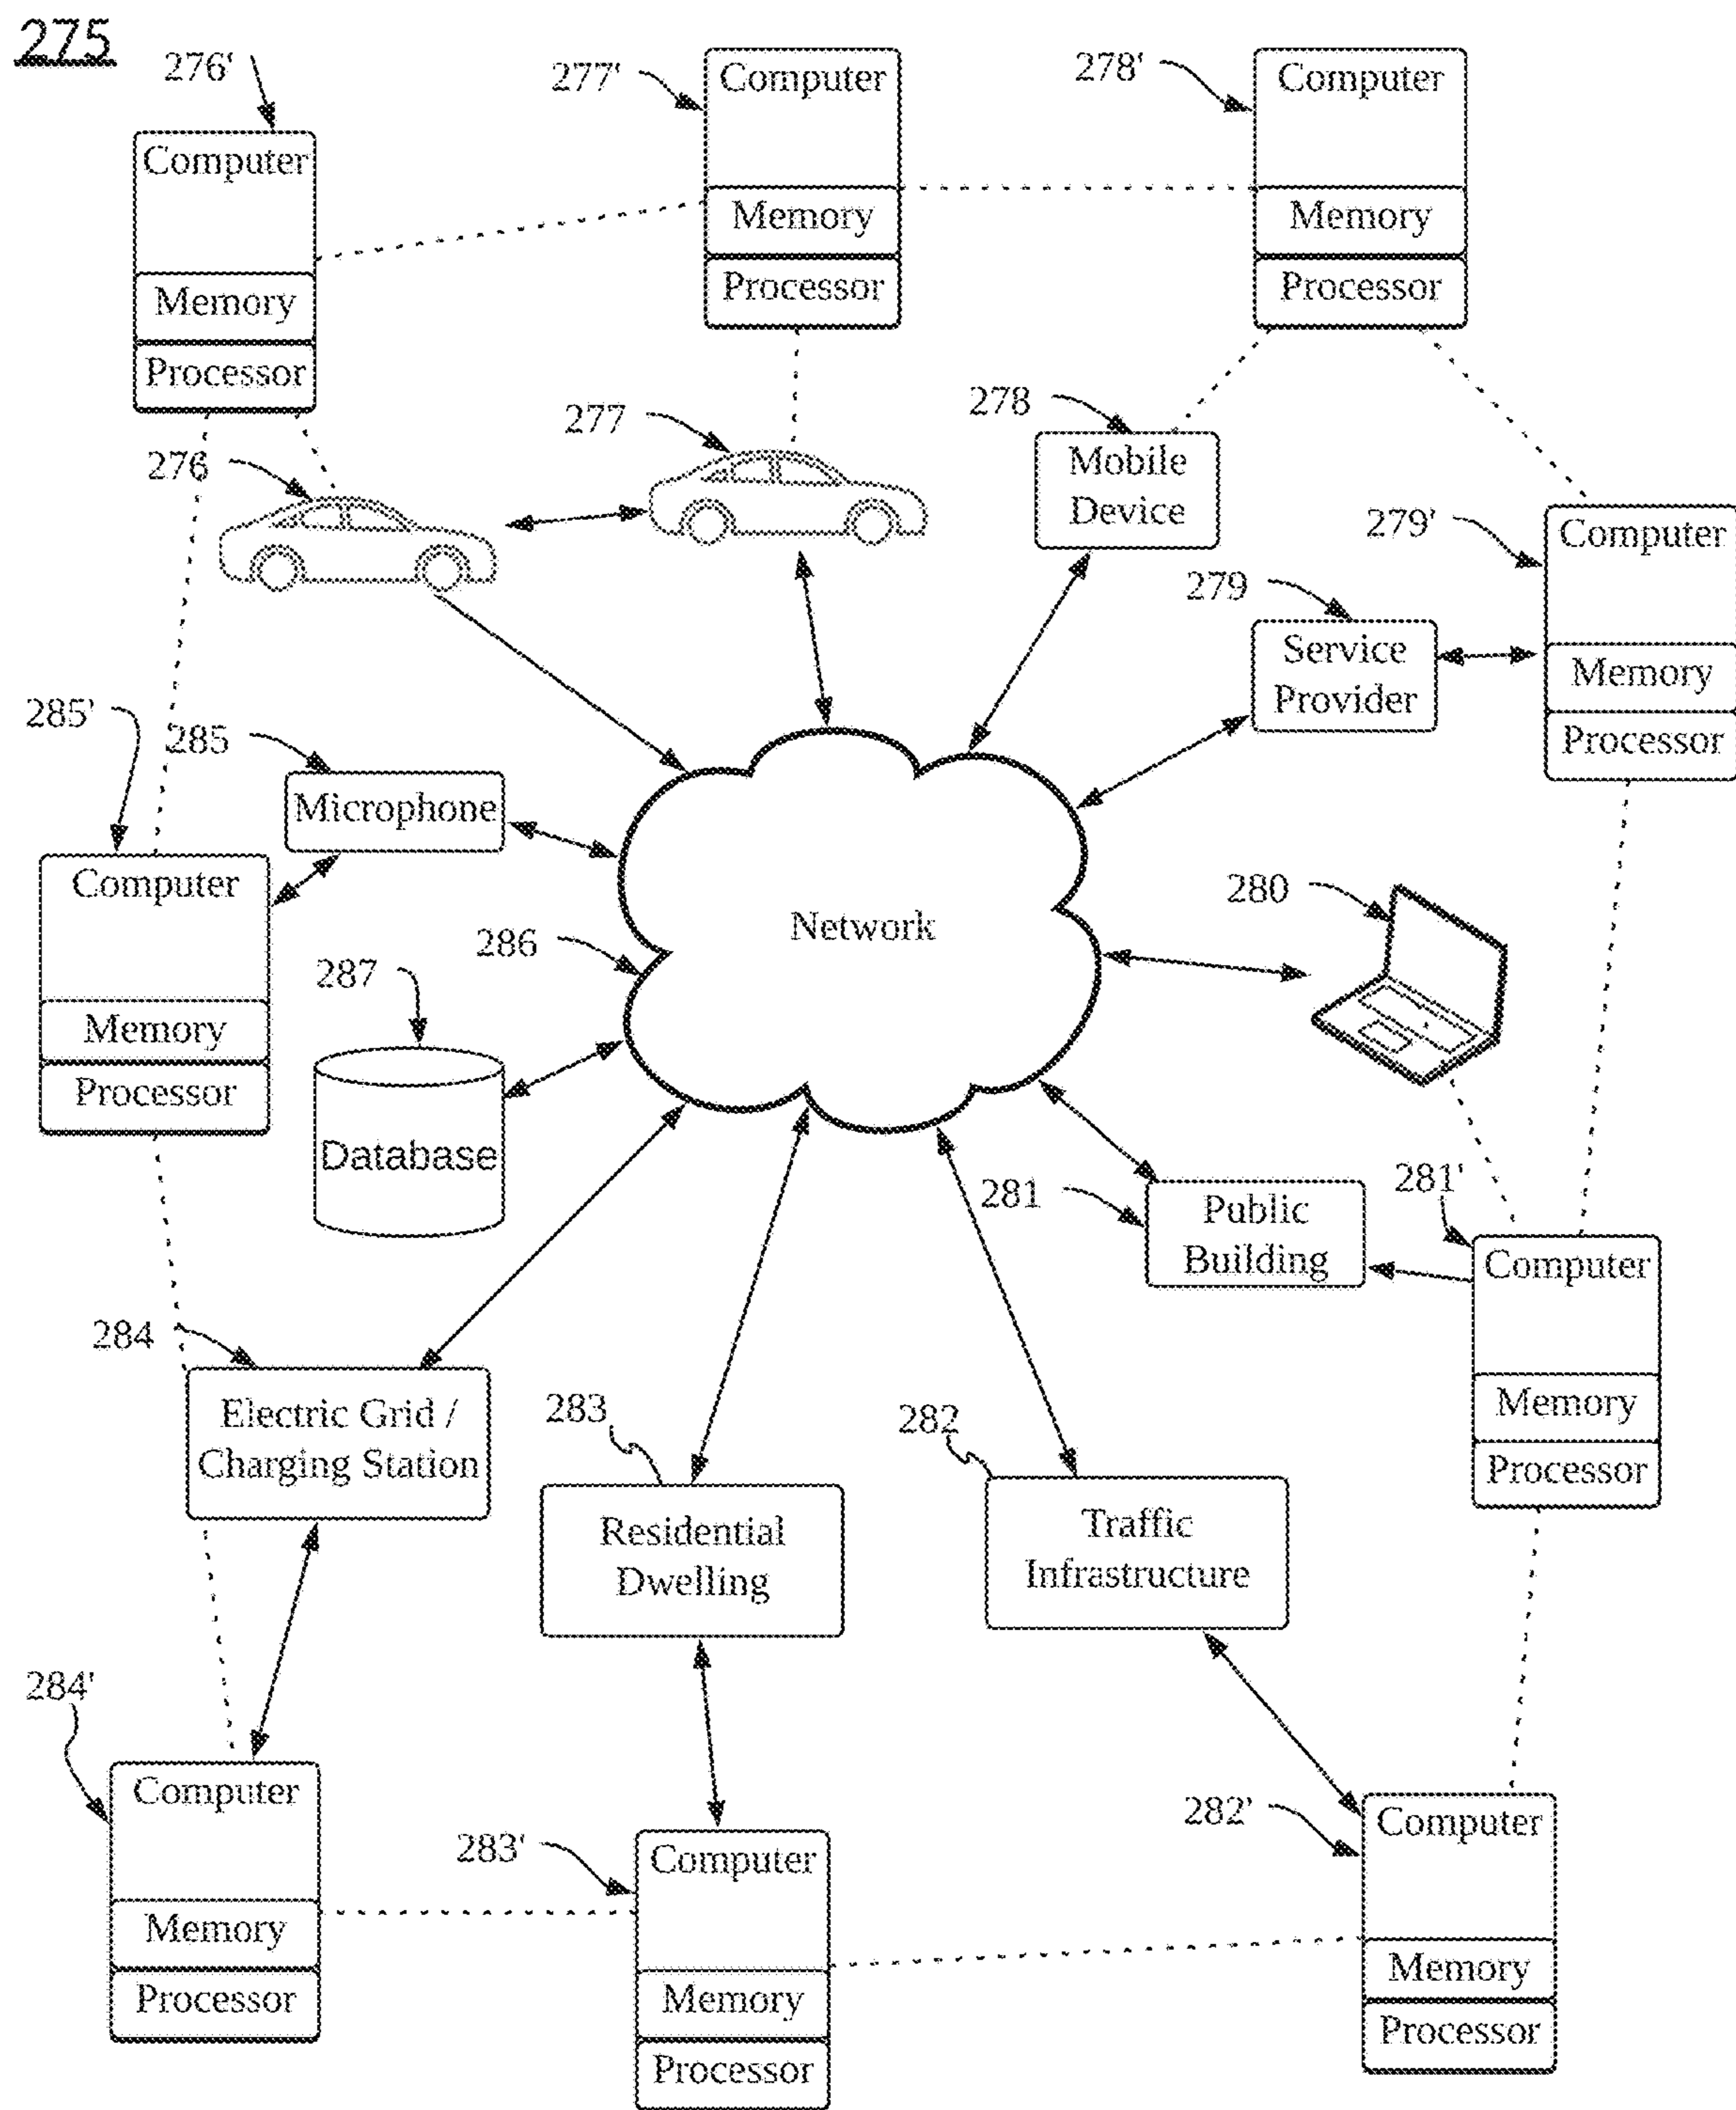 275
276'
277'
278'
Computer
Memory
Processor
Computer
Memory
Processor
Computer
Memory
Processor
276
277
278
Mobile
Device
279'
Computer
Memory
Processor
279
Service
Provider
285'
285
Microphone
Computer
Memory
Processor
286
Network
280
287
Database
281
Public
Building
281'
Computer
Memory
Processor
284
Electric Grid /
Charging Station
283
Residential
Dwelling
282
Traffic
Infrastructure
284'
Computer
Memory
Processor
283'
Computer
Memory
Processor
282'
Computer
Memory
Processor